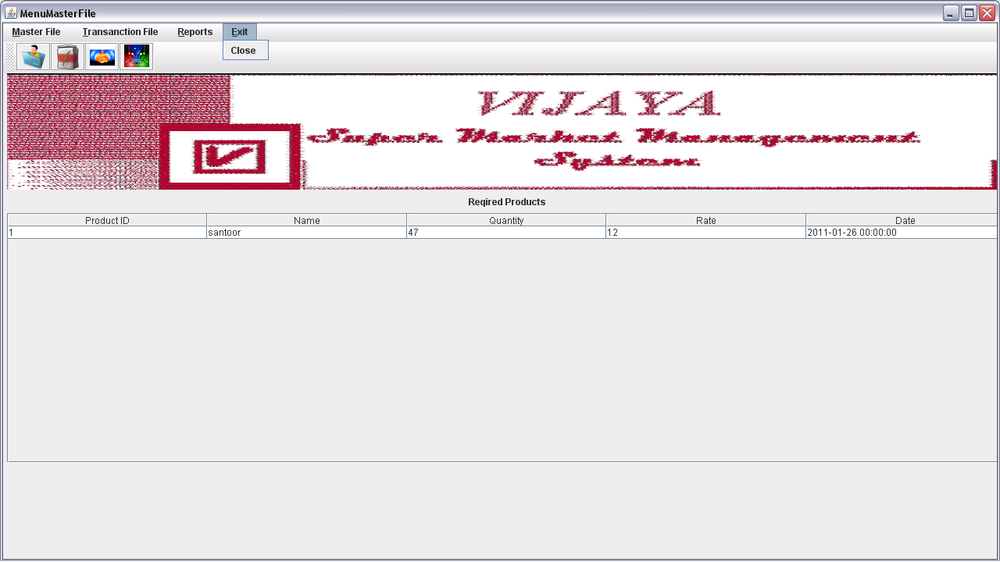 MenuMasterFile
Master File Transanction File Reports Exit
Close
VIJAYA
Super Market Management
System
Reqired Products
Product ID Name Quantity Rate Date
1 santoor 47 12 2011-01-26 00:00:00